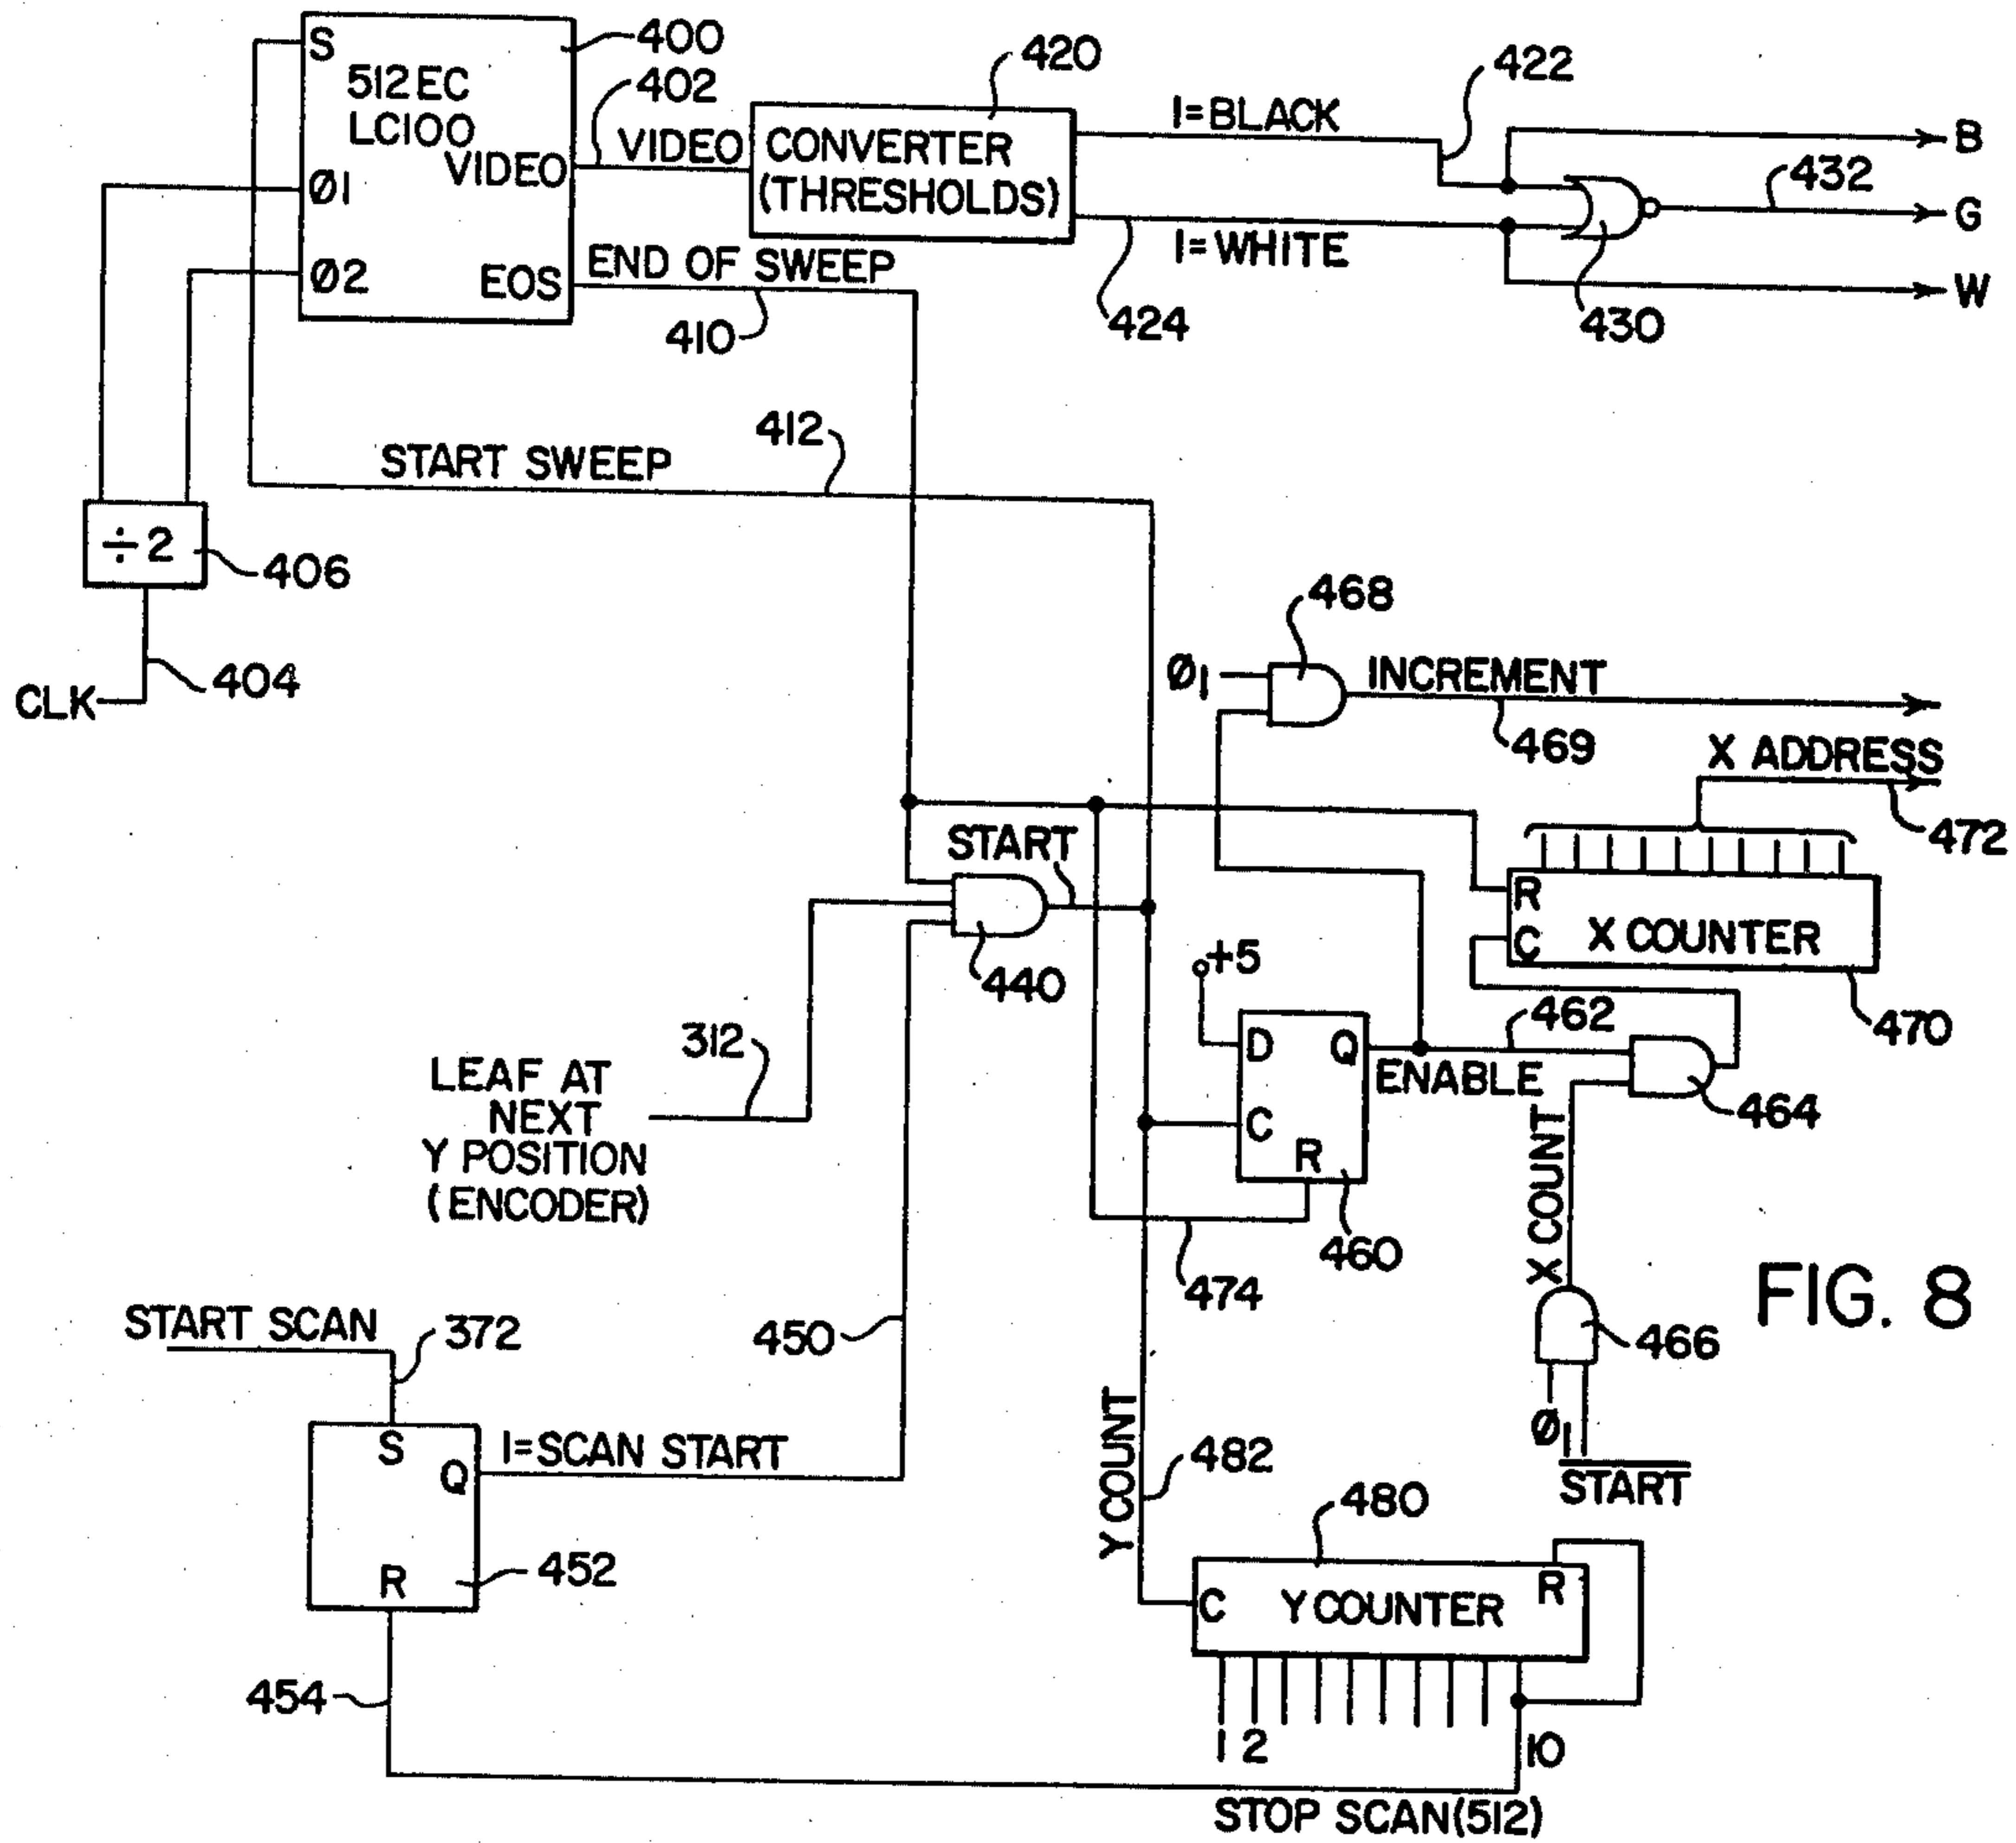 S
400
512EC
LC100
402
420
422
VIDEO
VIDEO
CONVERTER
(THRESHOLDS)
1=BLACK
B
432
G
Ø1
1=WHITE
W
Ø2
EOS
END OF SWEEP
410
424
430
START SWEEP
412
÷2
406
CLK
404
468
Ø1
INCREMENT
469
X ADDRESS
472
START
R
C
X COUNTER
470
440
+5
312
LEAF AT
NEXT
Y POSITION
(ENCODER)
D
Q
C
R
462
ENABLE
464
X COUNT
460
474
FIG. 8
START SCAN
372
450
466
Ø1
START
S
Q
1=SCAN START
R
452
Y COUNT
482
480
C
Y COUNTER
R
454
1 2
10
STOP SCAN(512)